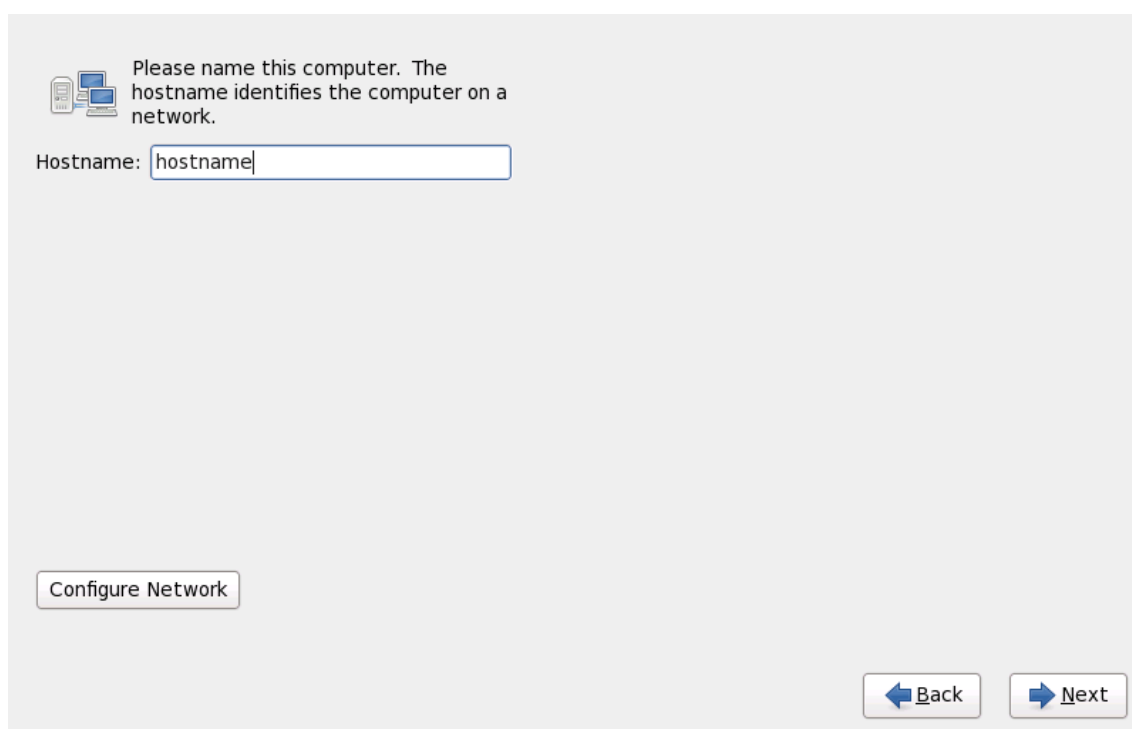 Please name this computer.  The
hostname identifies the computer on a
network.
Hostname: hostname
Configure Network
Back Next